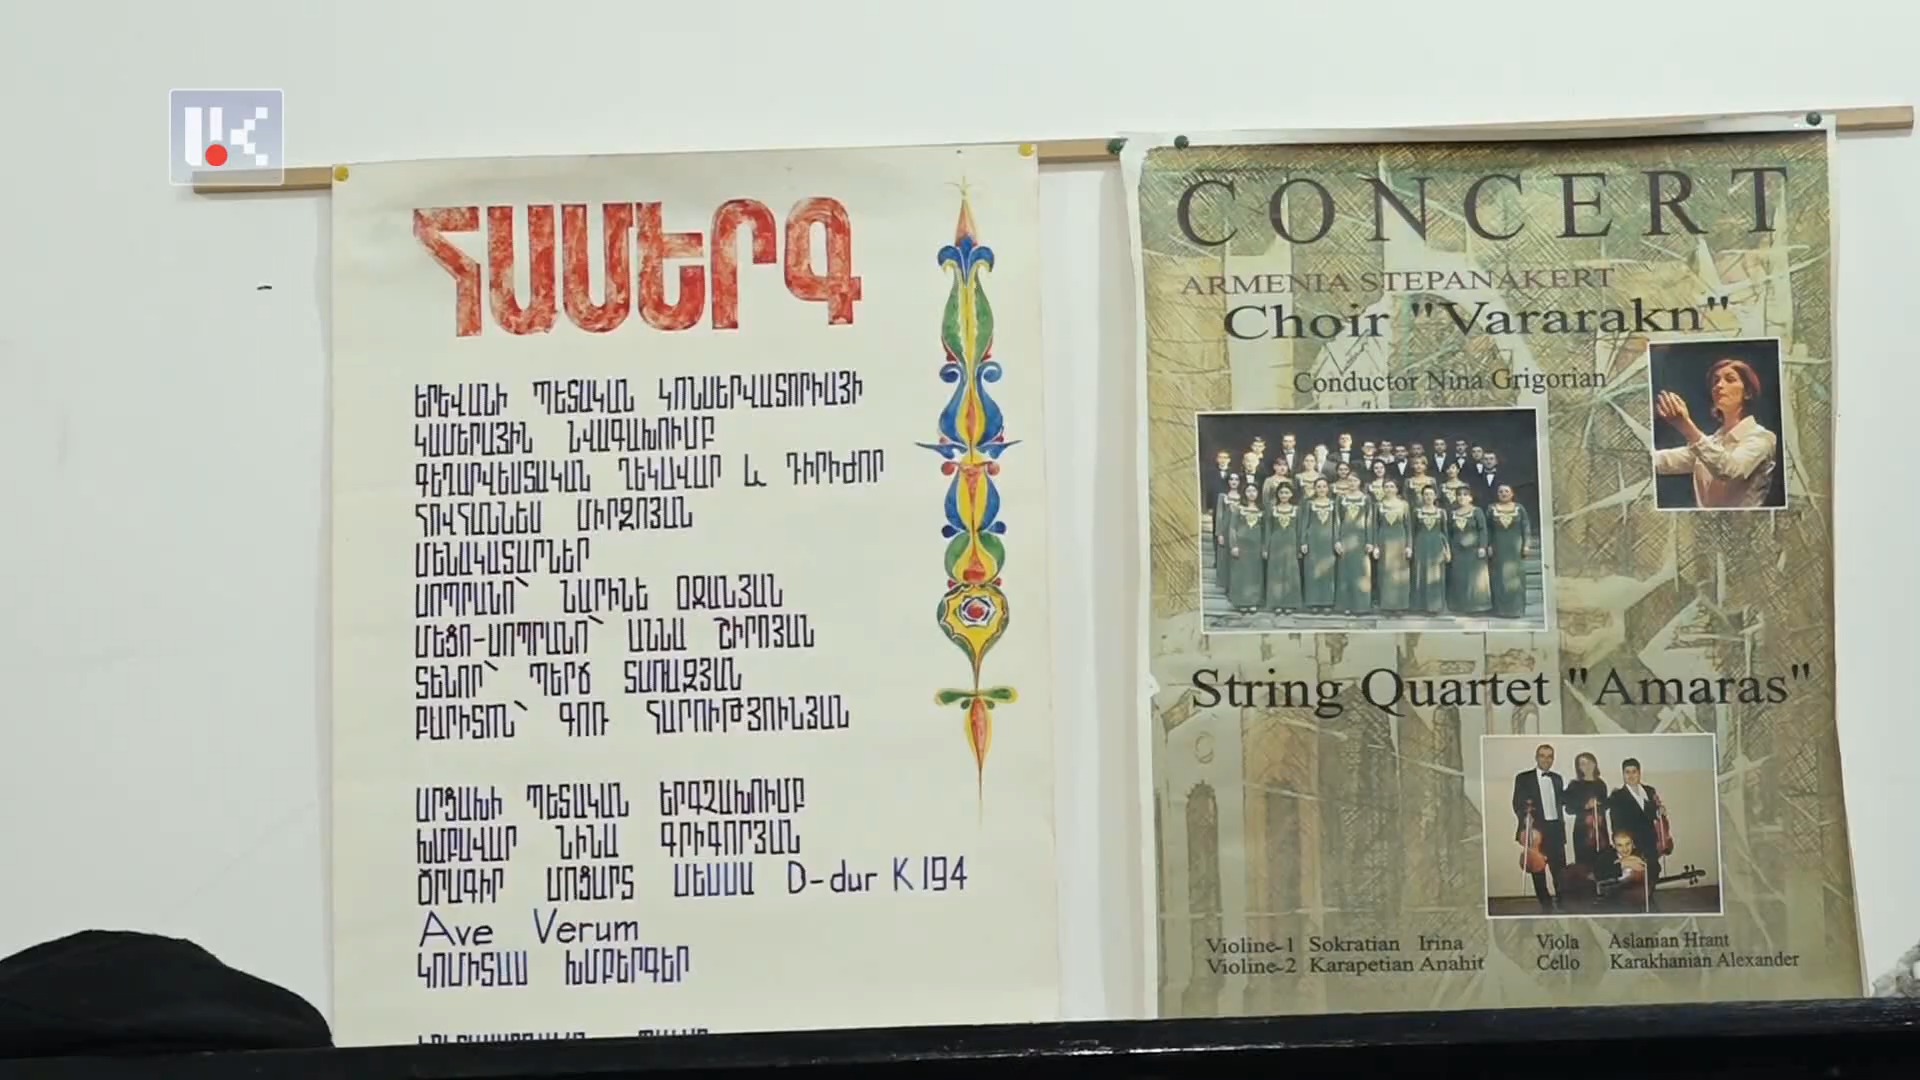 ՀԱՄԵՐԳ
ԵՐԵՎԱՆԻ ՊԵՏԱԿԱՆ ԿՈՆՍԵՐՎԱՏՈՐԻԱՅԻ
ԿԱՄԵՐԱՅԻՆ ՆՎԱԳԱԽՈՒՄԲ
ԳԵՂԱՐՎԵՍՏԱԿԱՆ ՂԵԿԱՎԱՐ և ԴԻՐԻԺՈՐ
ՀՈՎՀԱՆՆԵՍ ՄԻՐԶՈՅԱՆ
ՄԵՆԱԿԱՏԱՐՆԵՐ
ՍՈՊՐԱՆՈ՝ ՆԱՐԻՆԵ ՕՋԱՆՅԱՆ
ՄԵՑՈ-ՍՈՊՐԱՆՈ՝ ԱՆՆԱ ՇԻՐՈՅԱՆ
ՏԵՆՈՐ՝ ՊԵՐՃ ՏԱՌԱԶՅԱՆ
ԲԱՐԻՏՈՆ՝ ԳՈՌ ՀԱՐՈՒԹՅՈՒՆՅԱՆ
ԱՐՑԱԽԻ ՊԵՏԱԿԱՆ ԵՐԳՉԱԽՈՒՄԲ
ԽՄԲԱՎԱՐ ՆԻՆԱ ԳՐԻԳՈՐՅԱՆ
ԾՐԱԳԻՐ ՄՈՑԱՐՏ ՄԵՍՍԱ D-dur K 194
Ave Verum
ԿՈՄԻՏԱՍ ԽՄԲԵՐԳԵՐ
CONCERT
ARMENIA STEPANAKERT
Choir "Vararakn"
Conductor Nina Grigorian
String Quartet "Amaras"
Violine-1 Sokratian Irina Viola Aslanian Hrant
Violine-2 Karapetian Anahit Cello Karakhanian Alexander